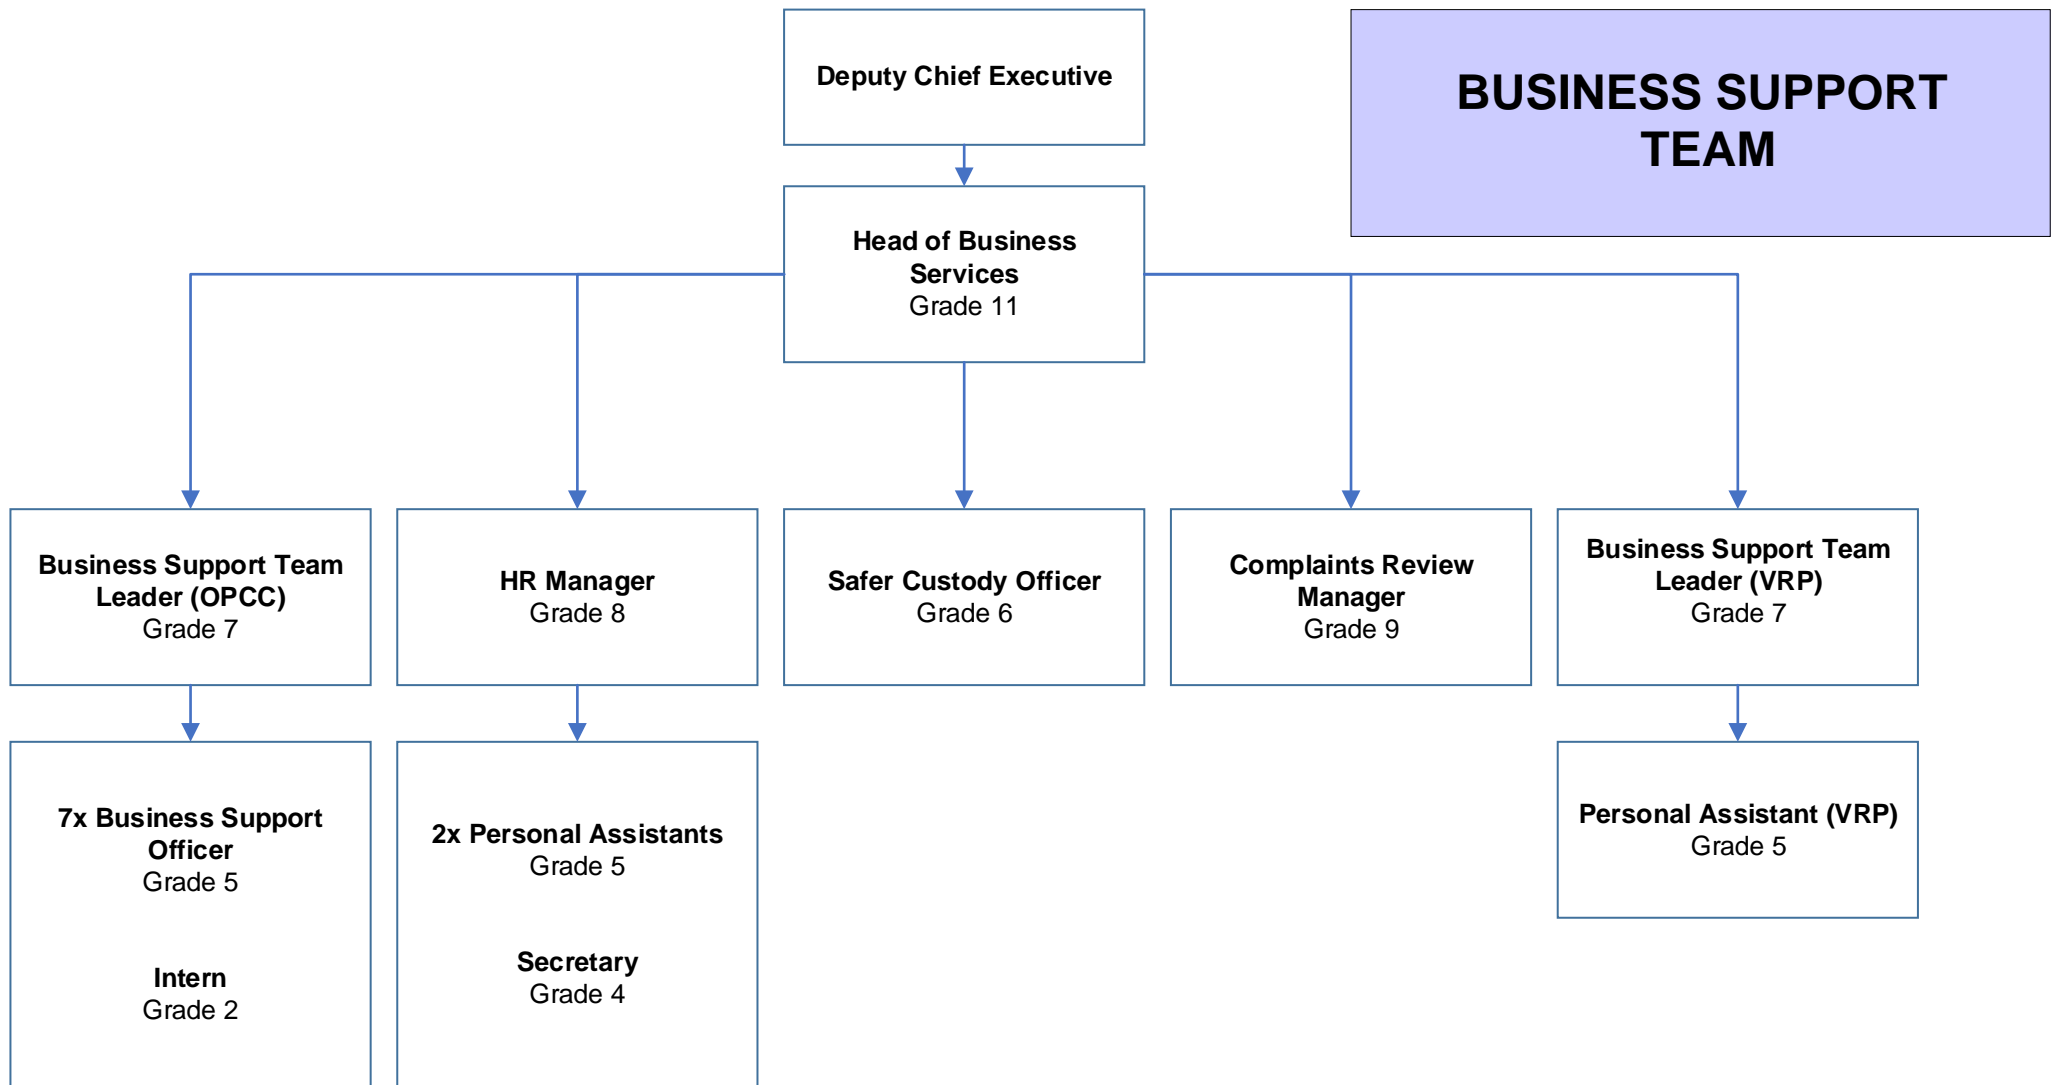 Deputy Chief Executive
BUSINESS SUPPORT
TEAM
Head of Business
Services
Grade 11
Business Support Team
Leader (OPCC)
Grade 7
HR Manager
Grade 8
Safer Custody Officer
Grade 6
Complaints Review
Manager
Grade 9
Business Support Team
Leader (VRP)
Grade 7
7x Business Support
Officer
Grade 5
Intern
Grade 2
2x Personal Assistants
Grade 5
Secretary
Grade 4
Personal Assistant (VRP)
Grade 5